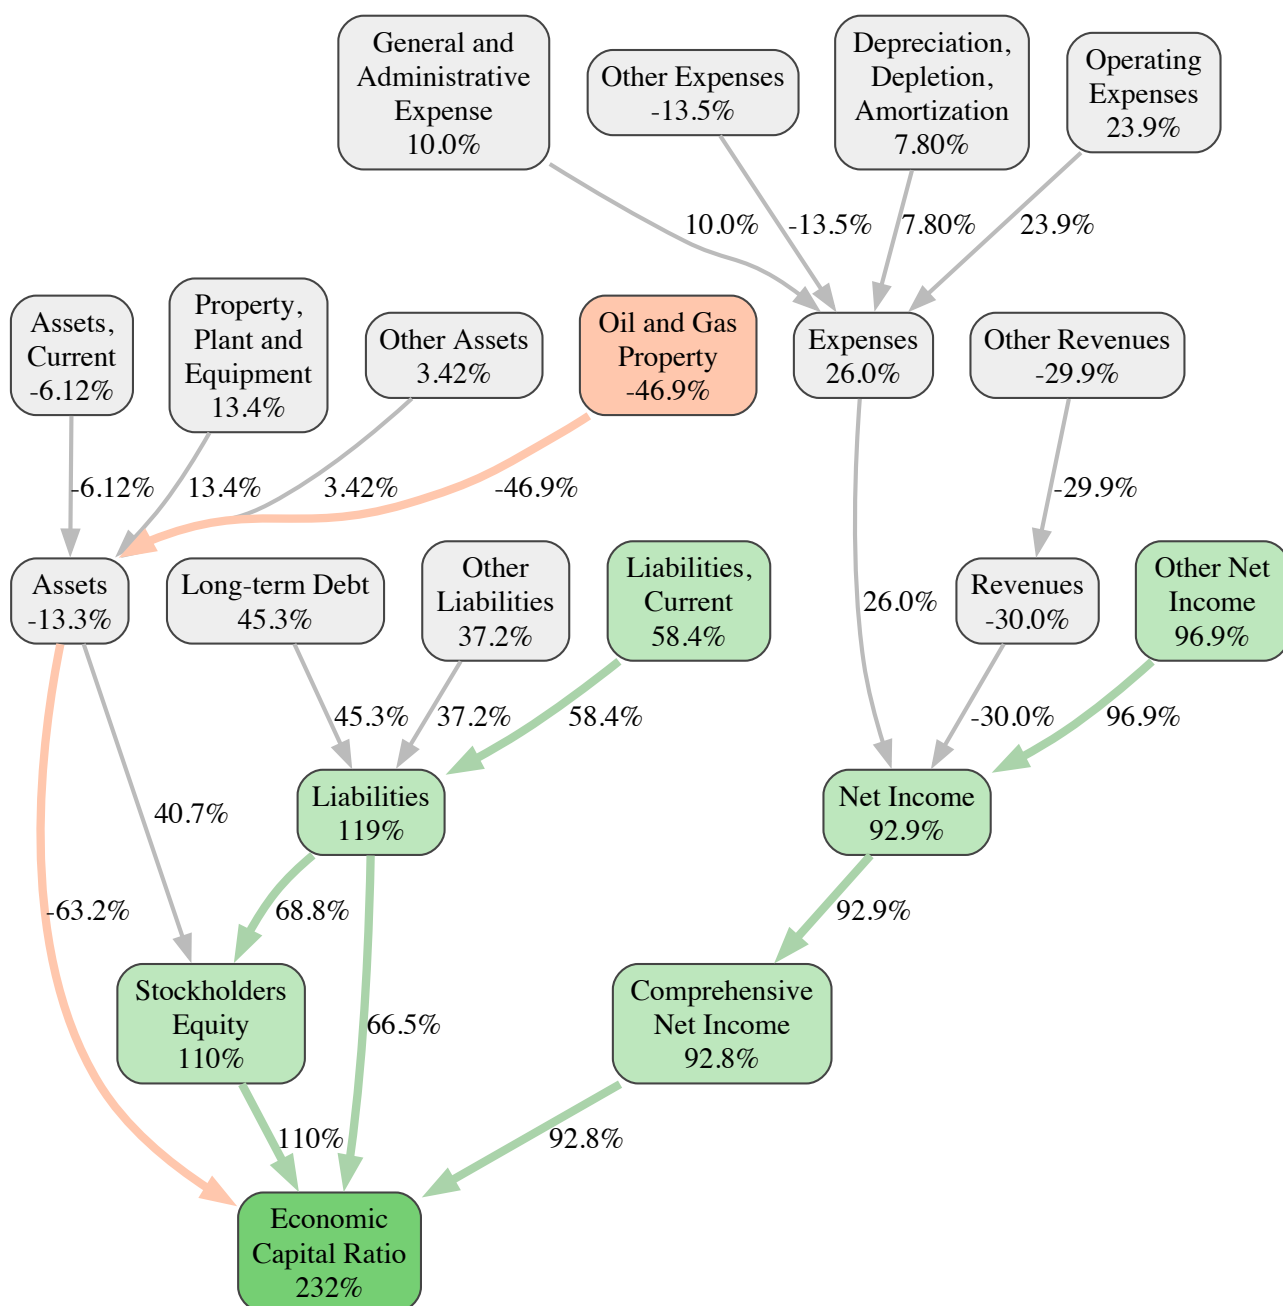 General and
Administrative
Expense
10.0%
Other Expenses
-13.5%
Depreciation,
Depletion,
Amortization
7.80%
Operating
Expenses
23.9%
10.0%
-13.5%
7.80%
23.9%
Assets,
Current
-6.12%
Property,
Plant and
Equipment
13.4%
Other Assets
3.42%
Oil and Gas
Property
-46.9%
Expenses
26.0%
Other Revenues
-29.9%
-6.12%
13.4%
3.42%
-46.9%
-29.9%
Assets
-13.3%
Long-term Debt
45.3%
Other
Liabilities
37.2%
Liabilities,
Current
58.4%
26.0%
Revenues
-30.0%
Other Net
Income
96.9%
45.3%
37.2%
58.4%
-30.0%
96.9%
40.7%
Liabilities
119%
Net Income
92.9%
-63.2%
68.8%
92.9%
Stockholders
Equity
110%
66.5%
Comprehensive
Net Income
92.8%
110%
92.8%
Economic
Capital Ratio
232%